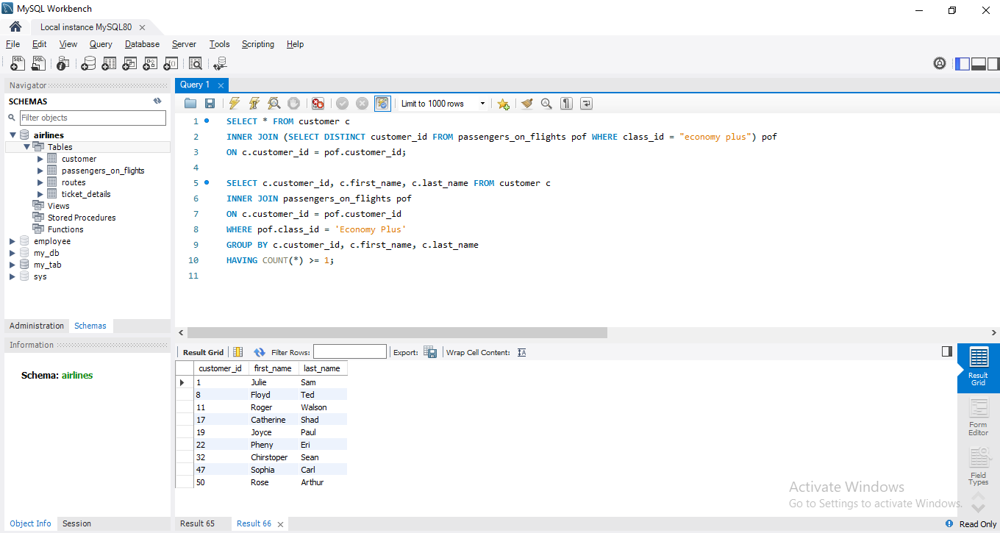 MySQL Workbench
Local instance MySQL80
File Edit View Query Database Server Tools Scripting Help
Navigator
SCHEMAS
Filter objects
airlines
Tables
customer
passengers_on_flights
routes
ticket_details
Views
Stored Procedures
Functions
employee
my_db
my_tab
sys
Administration Schemas
Information
Schema: airlines
Object Info Session
Query 1
Limit to 1000 rows
1 SELECT * FROM customer c
2 INNER JOIN (SELECT DISTINCT customer_id FROM passengers_on_flights pof WHERE class_id = "economy plus") pof
3 ON c.customer_id = pof.customer_id;
4
5 SELECT c.customer_id, c.first_name, c.last_name FROM customer c
6 INNER JOIN passengers_on_flights pof
7 ON c.customer_id = pof.customer_id
8 WHERE pof.class_id = 'Economy Plus'
9 GROUP BY c.customer_id, c.first_name, c.last_name
10 HAVING COUNT(*) >= 1;
11
Result Grid Filter Rows: Export: Wrap Cell Content:
customer_id first_name last_name
1 Julie Sam
8 Floyd Ted
11 Roger Walson
17 Catherine Shad
19 Joyce Paul
22 Pheny Eri
32 Chirstoper Sean
47 Sophia Carl
50 Rose Arthur
Result
Grid
Form
Editor
Field
Types
Activate Windows
Go to Settings to activate Windows.
Result 65 Result 66
Read Only